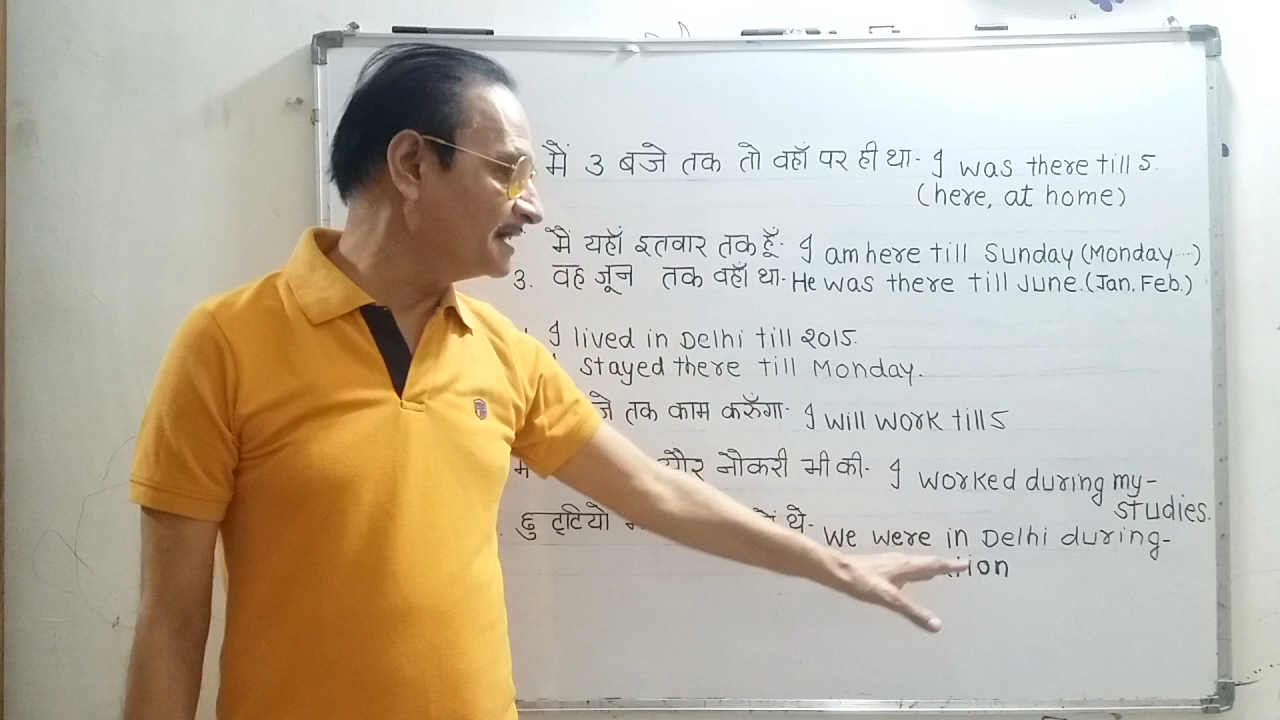 में 3 बजे तक तो वहाँ पर ही था- I was there till 5.
(here, at home)
में यहाँ इतवार तक हूँ- I am here till Sunday (Monday....)
3. वह जून तक वहाँ था- He was there till June. (Jan. Feb.)
I lived in Delhi till 2015.
stayed there till Monday.
तक काम करूँगा- I will work till 5
और नौकरी भी की- I worked during my-
studies.
छुट्टियों थे- we were in Delhi during-